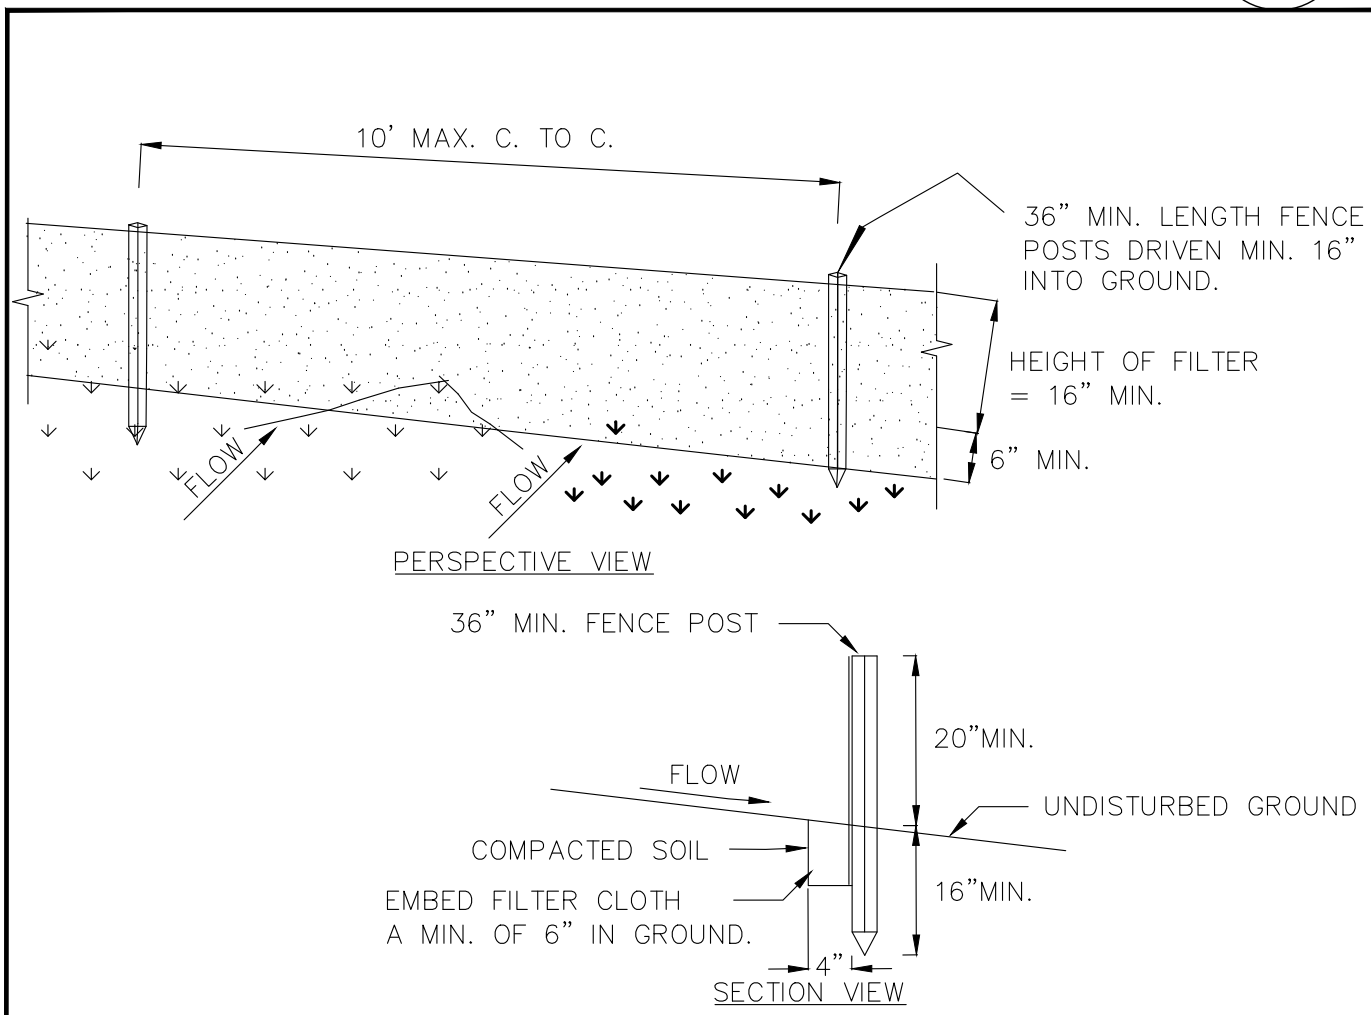 10' MAX. C. TO C.
36” MIN. LENGTH FENCE
POSTS DRIVEN MIN. 16”
INTO GROUND.
HEIGHT OF FILTER
= 16” MIN.
6” MIN.
FLOW
FLOW
PERSPECTIVE VIEW
36” MIN. FENCE POST
20”MIN.
FLOW
UNDISTURBED GROUND
COMPACTED SOIL
EMBED FILTER CLOTH
A MIN. OF 6” IN GROUND.
16”MIN.
4”
SECTION VIEW